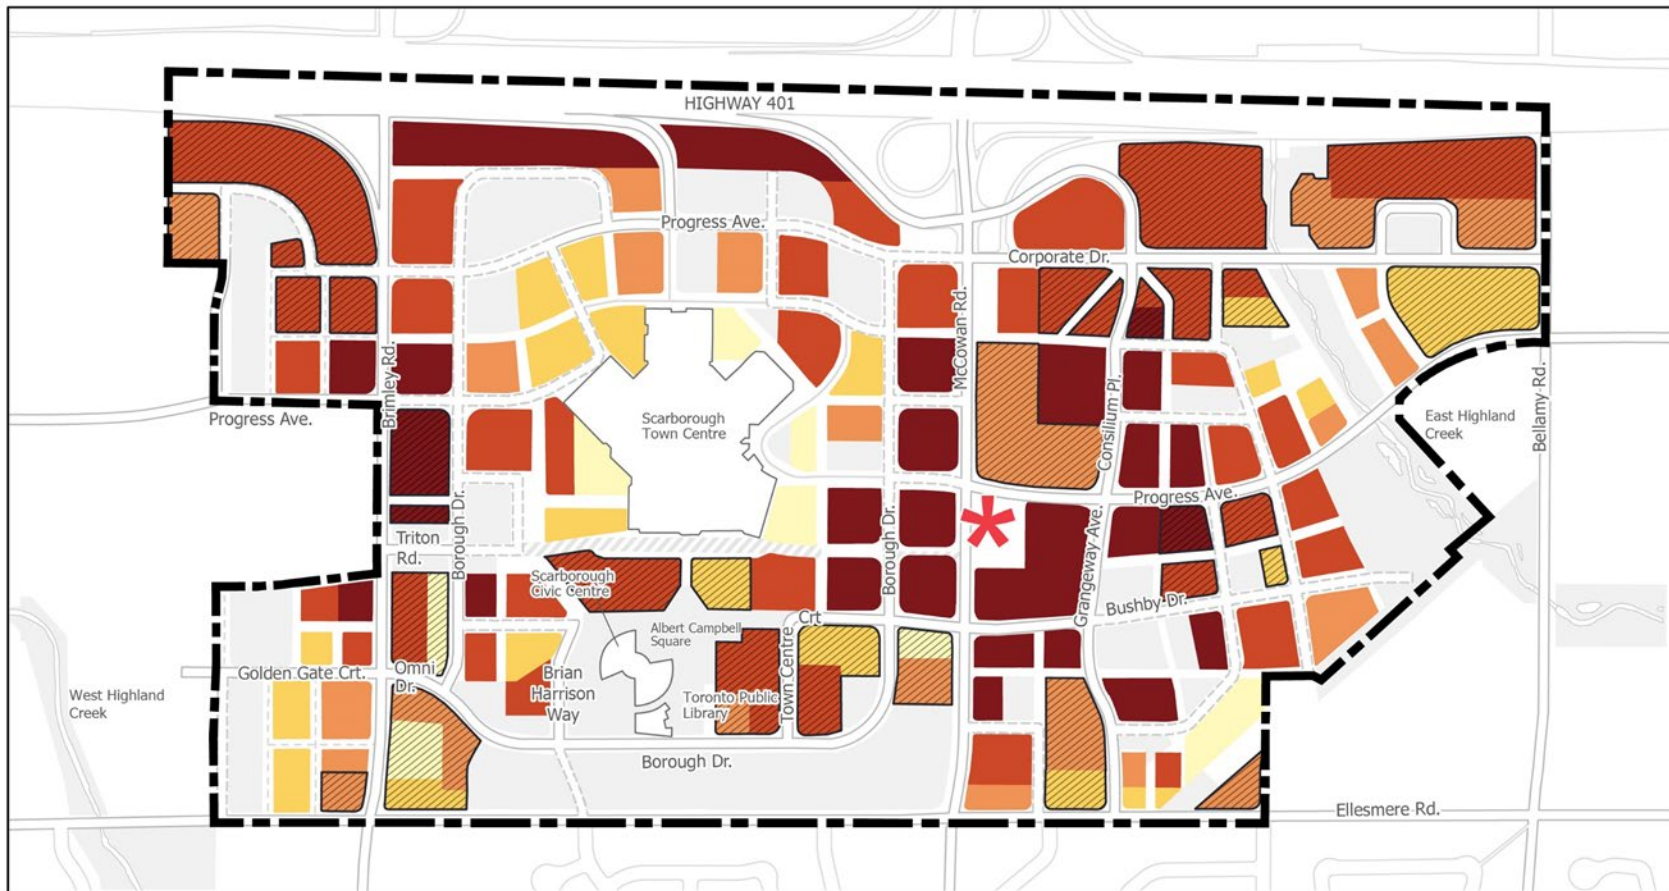 HIGHWAY 401
Progress Ave.
Corporate Dr.
McCowan Rd.
Brimley Rd.
Consilium Pl.
Bellamy Rd.
Progress Ave.
Scarborough
Town Centre
East Highland
Creek
Progress Ave.
Borough Dr.
Borough Dr.
Grangeway Ave.
Triton
Rd.
Scarborough
Civic Centre
Bushby Dr.
Albert Campbell
Square
Town Centre
Crt
Golden Gate Crt.
Omni
Dr.
Brian
Harrison
Way
Toronto Public
Library
West Highland
Creek
Borough Dr.
Ellesmere Rd.